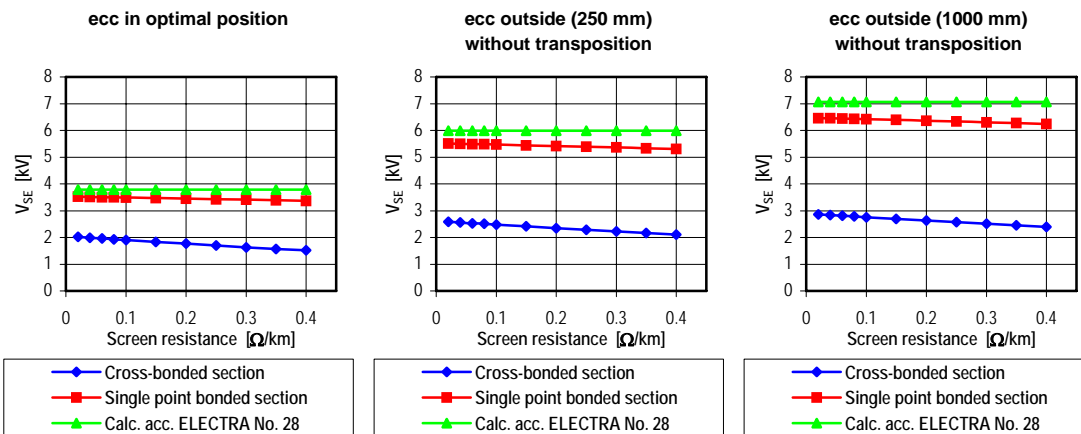 ecc in optimal position
8
7
6
5
4
3
2
1
0
V_SE [kV]
0 0.1 0.2 0.3 0.4
Screen resistance [Ω/km]
Cross-bonded section
Single point bonded section
Calc. acc. ELECTRA No. 28
ecc outside (250 mm)
without transposition
8
7
6
5
4
3
2
1
0
V_SE [kV]
0 0.1 0.2 0.3 0.4
Screen resistance [Ω/km]
Cross-bonded section
Single point bonded section
Calc. acc. ELECTRA No. 28
ecc outside (1000 mm)
without transposition
8
7
6
5
4
3
2
1
0
V_SE [kV]
0 0.1 0.2 0.3 0.4
Screen resistance [Ω/km]
Cross-bonded section
Single point bonded section
Calc. acc. ELECTRA No. 28